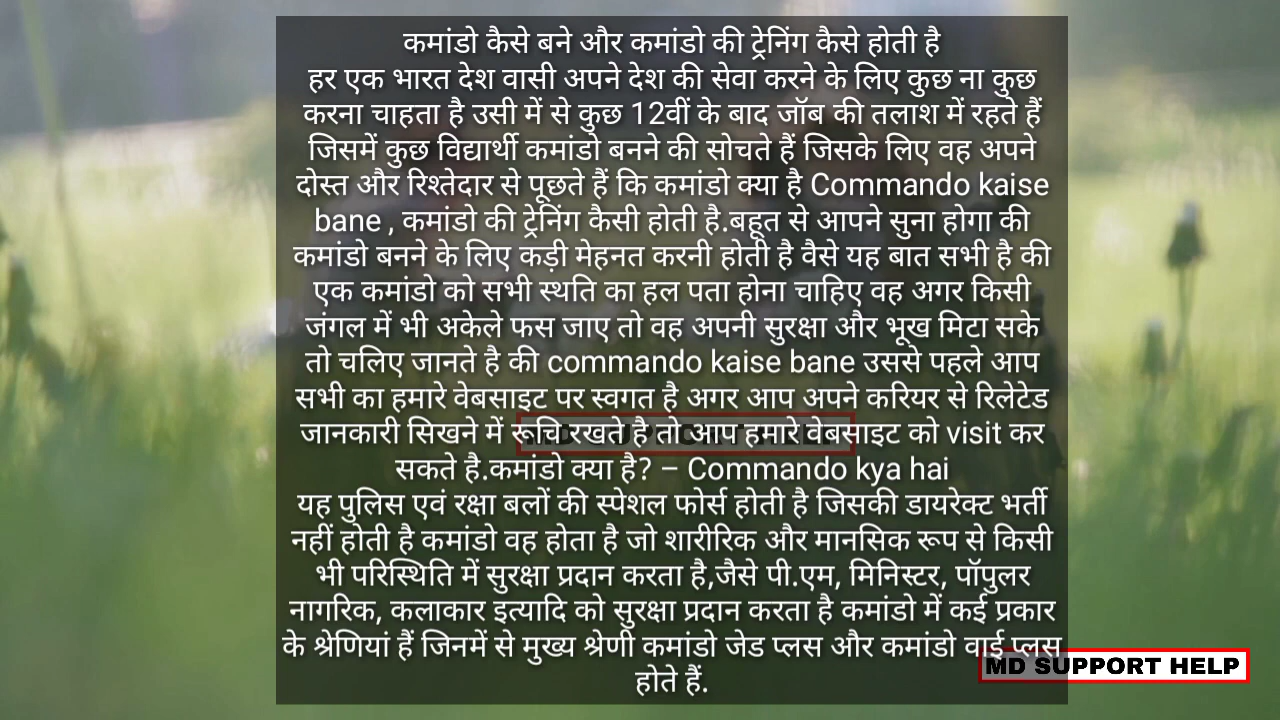 कमांडो कैसे बने और कमांडो की ट्रेनिंग कैसे होती है
हर एक भारत देश वासी अपने देश की सेवा करने के लिए कुछ ना कुछ
करना चाहता है उसी में से कुछ 12वीं के बाद जॉब की तलाश में रहते हैं
जिसमें कुछ विद्यार्थी कमांडो बनने की सोचते हैं जिसके लिए वह अपने
दोस्त और रिश्तेदार से पूछते हैं कि कमांडो क्या है Commando kaise
bane , कमांडो की ट्रेनिंग कैसी होती है.बहूत से आपने सुना होगा की
कमांडो बनने के लिए कड़ी मेहनत करनी होती है वैसे यह बात सभी है की
एक कमांडो को सभी स्थति का हल पता होना चाहिए वह अगर किसी
जंगल में भी अकेले फस जाए तो वह अपनी सुरक्षा और भूख मिटा सके
तो चलिए जानते है की commando kaise bane उससे पहले आप
सभी का हमारे वेबसाइट पर स्वगत है अगर आप अपने करियर से रिलेटेड
जानकारी सिखने में रूचि रखते है तो आप हमारे वेबसाइट को visit कर
सकते है.कमांडो क्या है? – Commando kya hai
यह पुलिस एवं रक्षा बलों की स्पेशल फोर्स होती है जिसकी डायरेक्ट भर्ती
नहीं होती है कमांडो वह होता है जो शारीरिक और मानसिक रूप से किसी
भी परिस्थिति में सुरक्षा प्रदान करता है,जैसे पी.एम, मिनिस्टर, पॉपुलर
नागरिक, कलाकार इत्यादि को सुरक्षा प्रदान करता है कमांडो में कई प्रकार
के श्रेणियां हैं जिनमें से मुख्य श्रेणी कमांडो जेड प्लस और कमांडो वाई प्लस
होते हैं.
MD SUPPORT HELP